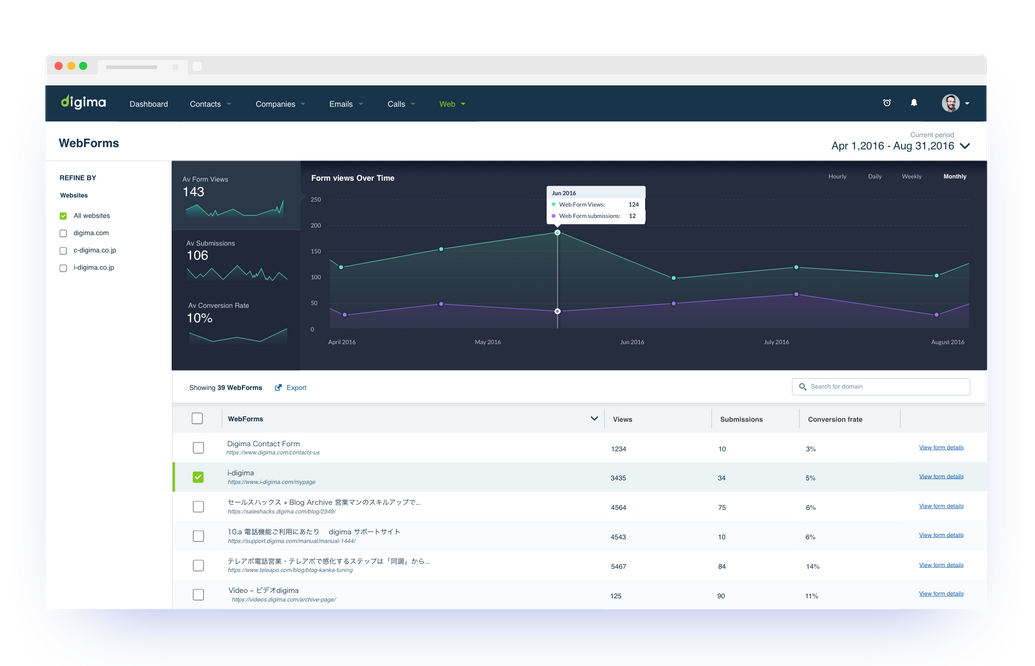 digima Dashboard Contacts Companies Emails Calls Web
WebForms
Current period
Apr 1,2016 - Aug 31,2016
REFINE BY
Websites
All websites
digima.com
c-digima.co.jp
i-digima.co.jp
Av Form Views
143
Av Submissions
106
Av Conversion Rate
10%
Form views Over Time
Hourly Daily Weekly Monthly
250
200
150
100
50
0
Jun 2016
Web Form Views: 124
Web Form submissions: 12
April 2016 May 2016 Jun 2016 July 2016 August 2016
Showing 39 WebForms Export
Search for domain
WebForms Views Submissions Conversion frate
Digima Contact Form
https://www.digima.com/contacts-us
1234 10 3% View form details
i-digima
https://www.i-digima.com/mypage
3435 34 5% View form details
セールスハックス » Blog Archive 営業マンのスキルアップで...
https://saleshacks.digima.com/blog/2349/
4564 75 6% View form details
10.a 電話機能ご利用にあたり digima サポートサイト
https://support.digima.com/manual/manual-1444/
4543 10 6% View form details
テレアポ電話営業・テレアポで感化するステップは「同調」から...
https://www.teleapo.com/blog/blog-kanka-tuning
5467 84 14% View form details
Video – ビデオdigima
https://videos.digima.com/archive-page/
125 90 11% View form details